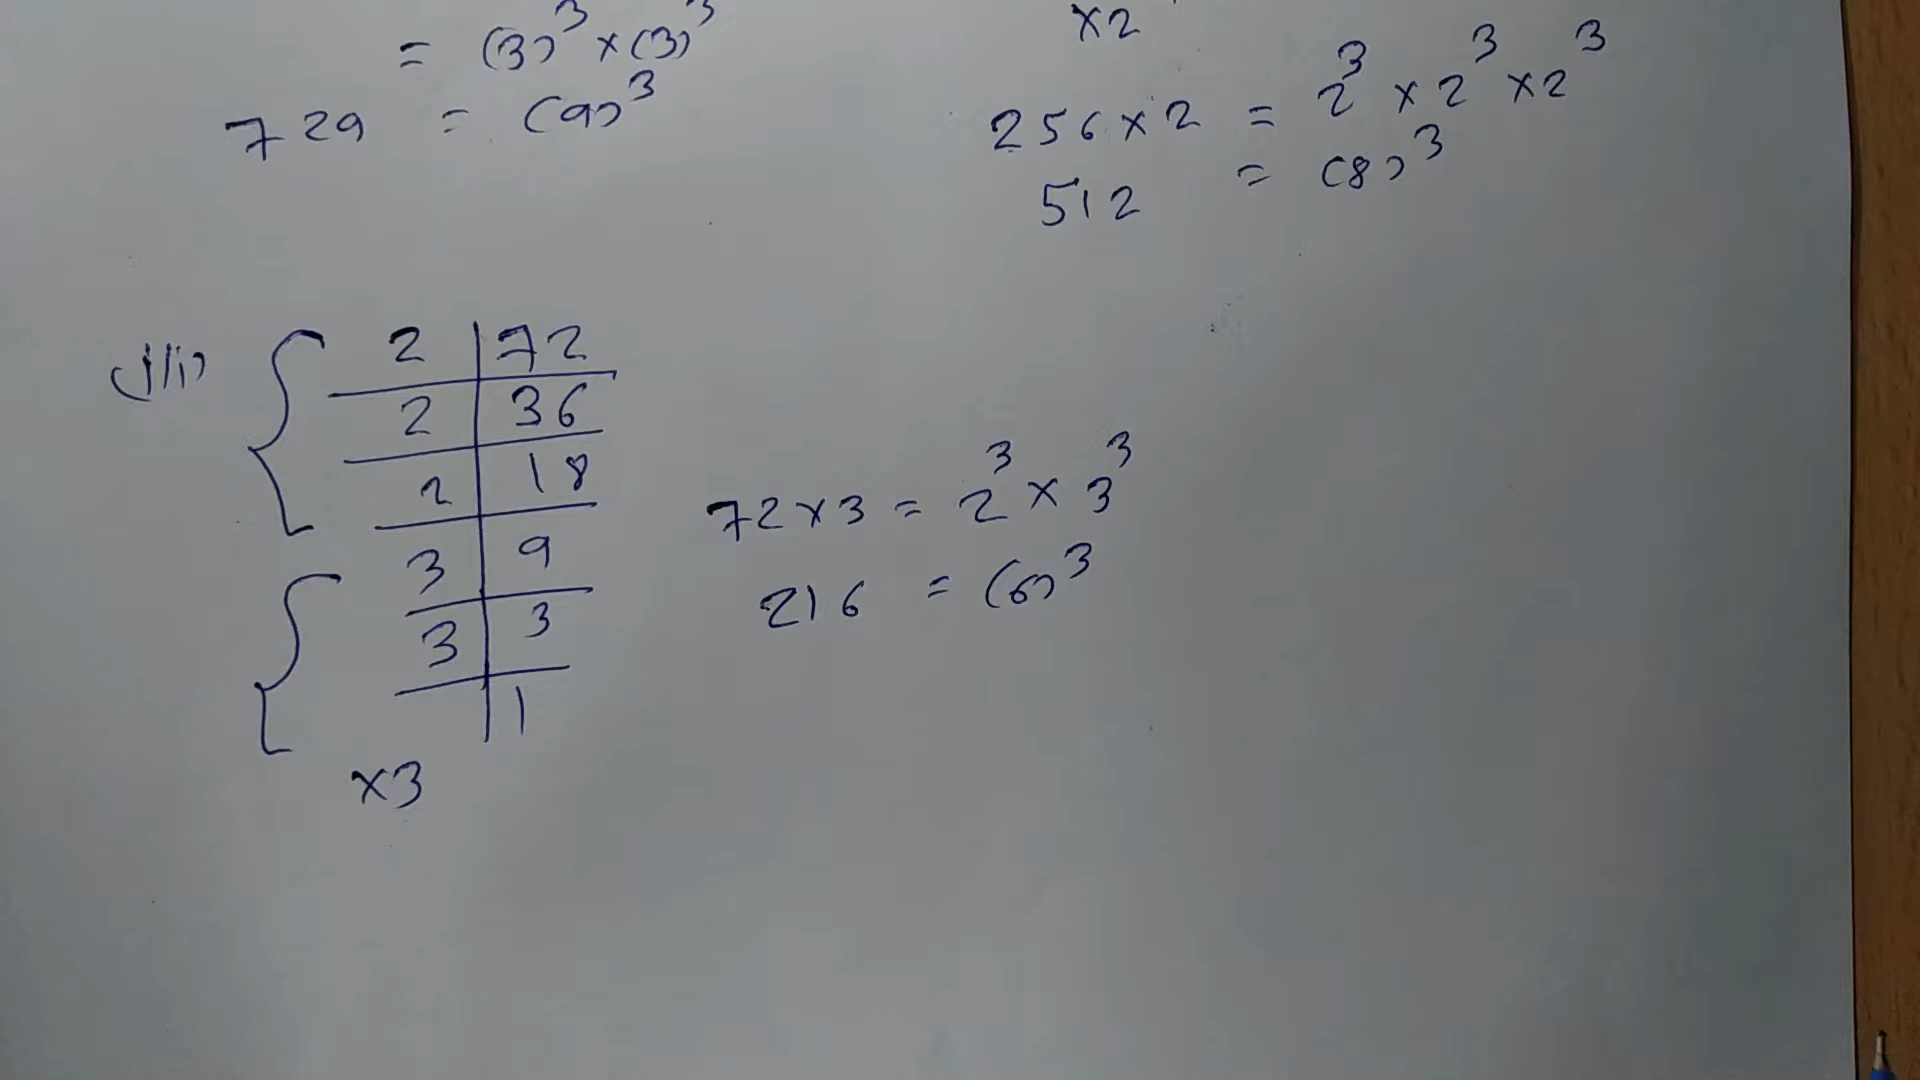 = (3)³ × (3)³
729 = (9)³
×2
256×2 = 2³ × 2³ × 2³
512 = (8)³
(iii)
2 | 72
2 | 36
2 | 18
3 | 9
3 | 3
| 1
×3
72×3 = 2³ × 3³
216 = (6)³